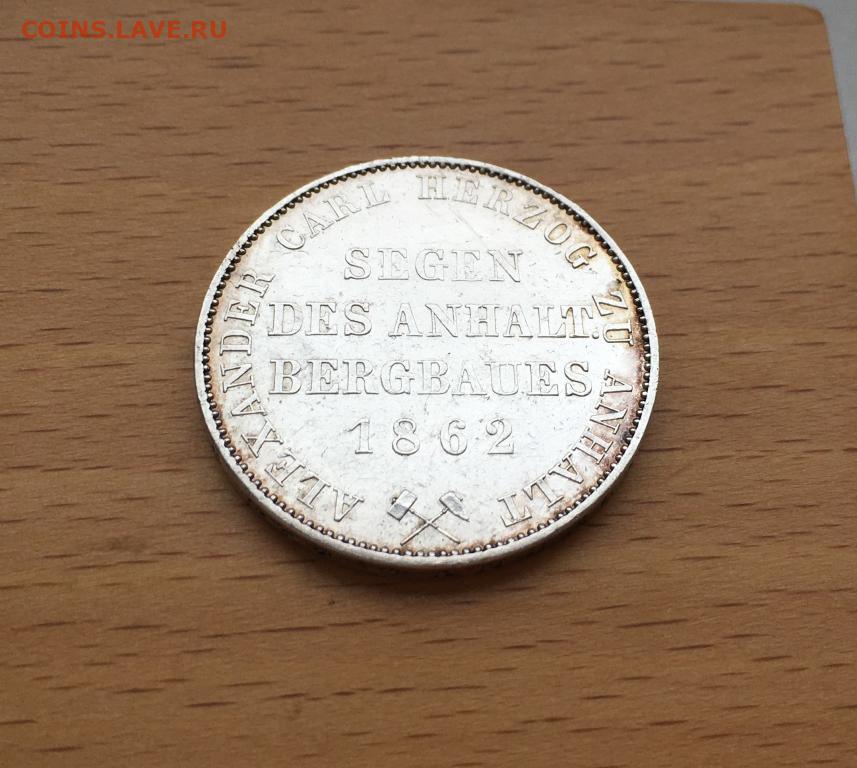 COINS.LAVE.RU
ALEXANDER CARL HERZOG ZU ANHALT
SEGEN
DES ANHALT.
BERGBAUES
1862